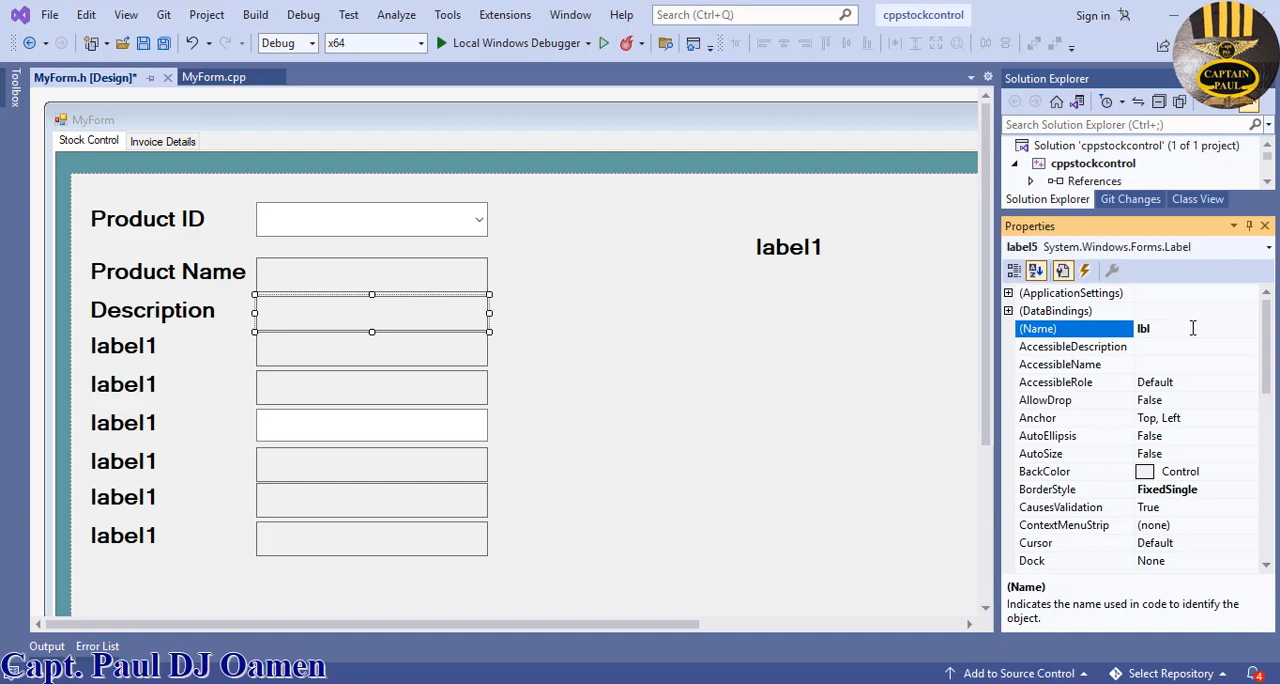 File Edit View Git Project Build Debug Test Analyze Tools Extensions Window Help Search (Ctrl+Q) cppstockcontrol Sign in
Debug x64 Local Windows Debugger
Toolbox
MyForm.h [Design]* MyForm.cpp
MyForm
Stock Control Invoice Details
Product ID
label1
Product Name
Description
label1
label1
label1
label1
label1
label1
Capt PO
CAPTAIN
PAUL
Solution Explorer
Search Solution Explorer (Ctrl+;)
Solution 'cppstockcontrol' (1 of 1 project)
cppstockcontrol
References
Solution Explorer Git Changes Class View
Properties
label5 System.Windows.Forms.Label
(ApplicationSettings)
(DataBindings)
(Name) lbl
AccessibleDescription
AccessibleName
AccessibleRole Default
AllowDrop False
Anchor Top, Left
AutoEllipsis False
AutoSize False
BackColor Control
BorderStyle FixedSingle
CausesValidation True
ContextMenuStrip (none)
Cursor Default
Dock None
(Name)
Indicates the name used in code to identify the
object.
Output Error List
Capt. Paul DJ Oamen
Add to Source Control Select Repository 4